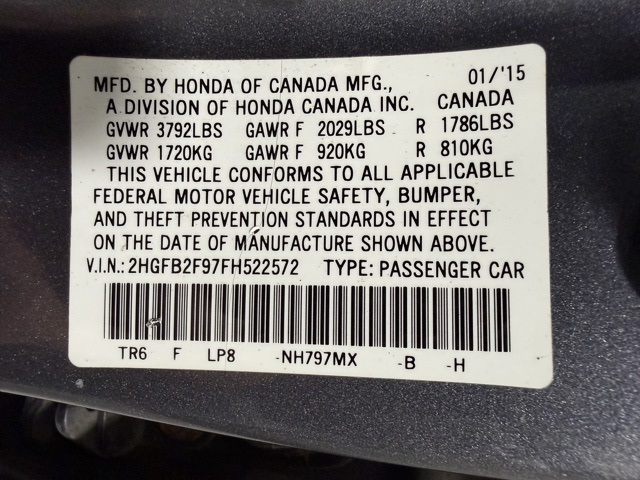 MFD. BY HONDA OF CANADA MFG., 01/'15
A DIVISION OF HONDA CANADA INC. CANADA
GVWR 3792LBS GAWR F 2029LBS R 1786LBS
GVWR 1720KG GAWR F 920KG R 810KG
THIS VEHICLE CONFORMS TO ALL APPLICABLE
FEDERAL MOTOR VEHICLE SAFETY, BUMPER,
AND THEFT PREVENTION STANDARDS IN EFFECT
ON THE DATE OF MANUFACTURE SHOWN ABOVE.
V.I.N.: 2HGFB2F97FH522572 TYPE: PASSENGER CAR
TR6 F LP8 -NH797MX -B -H